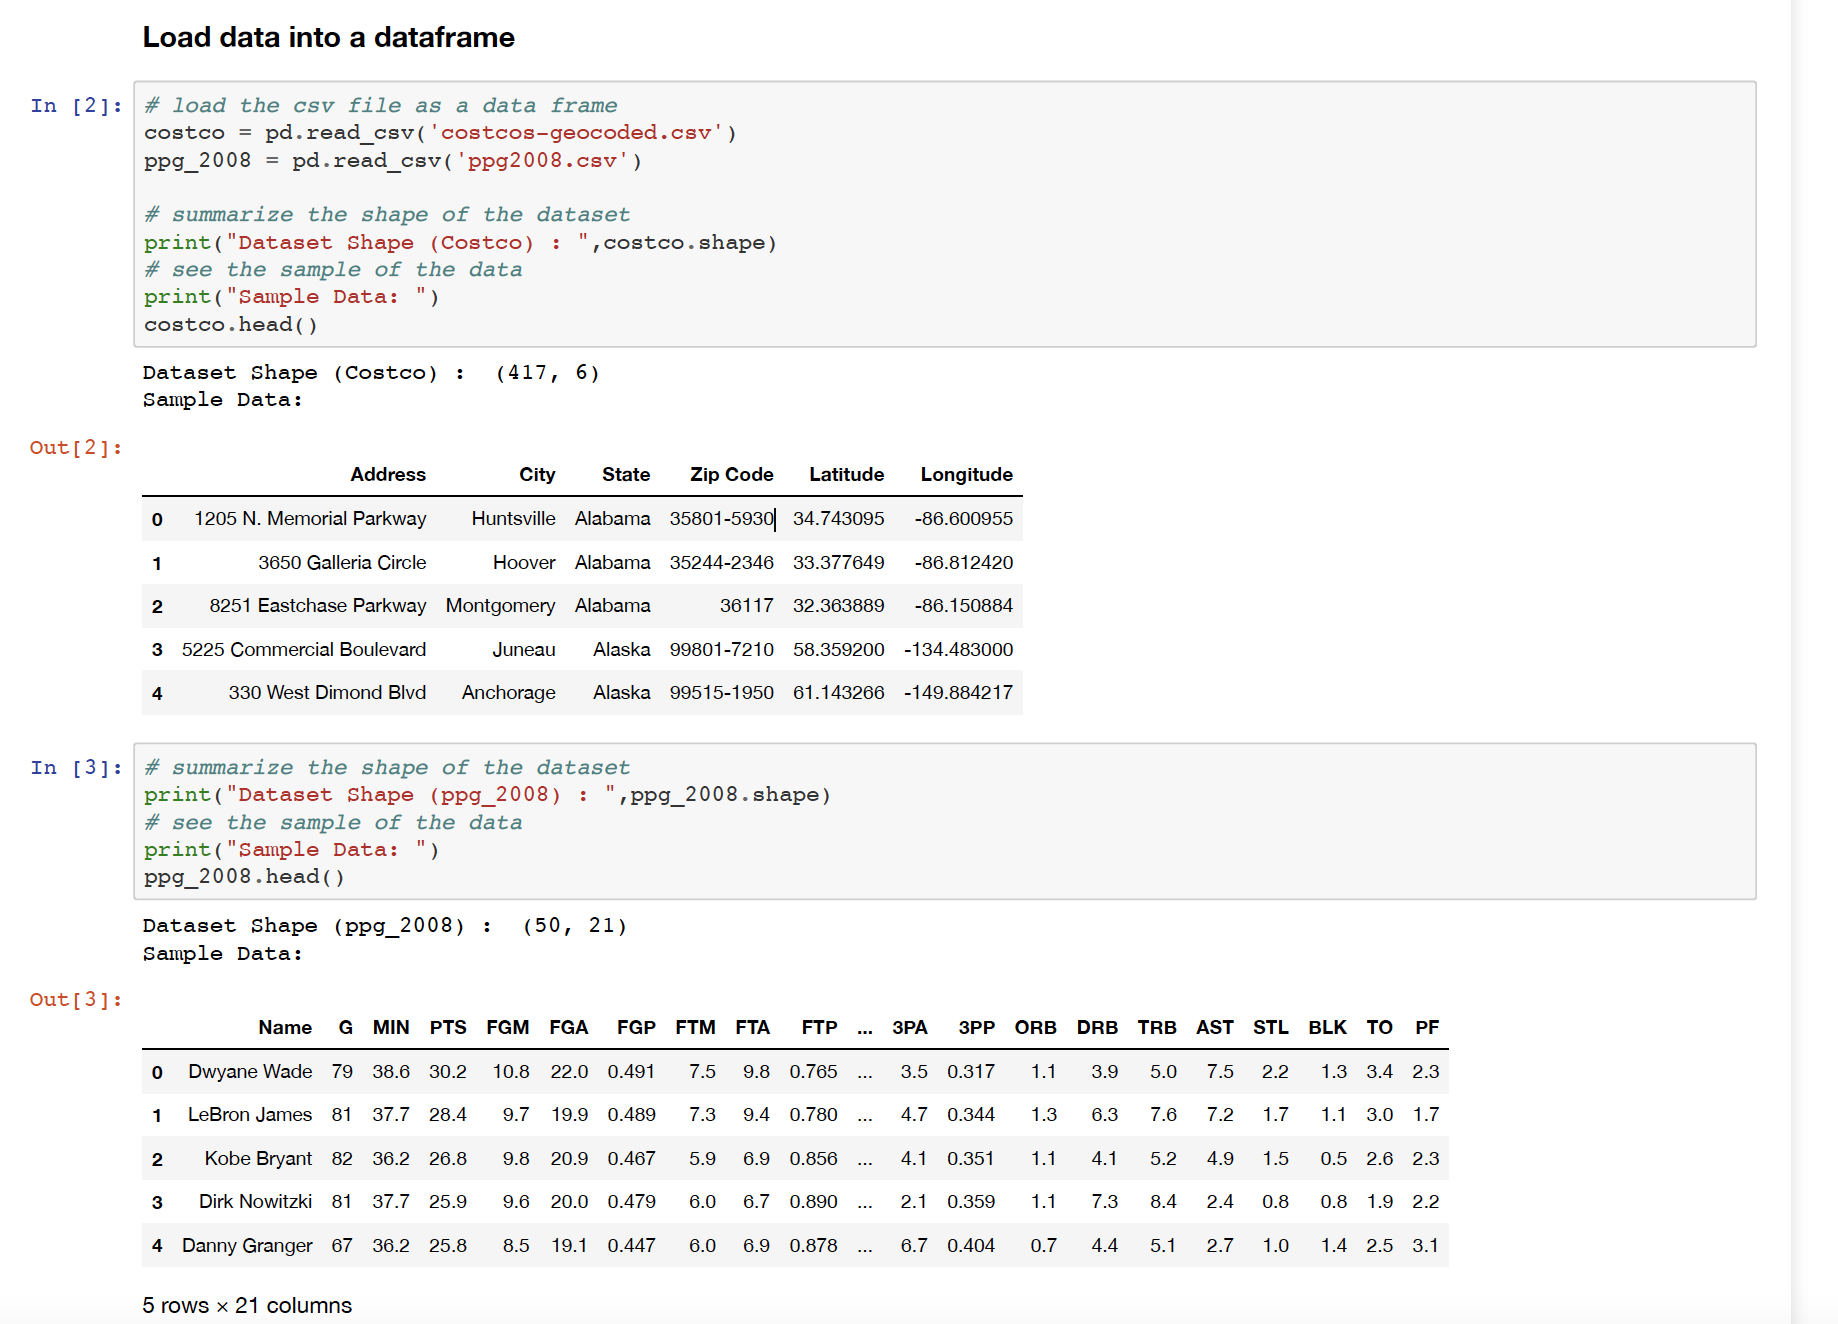 Load data into a dataframe
In [2]:
# load the csv file as a data frame
costco = pd.read_csv('costcos-geocoded.csv')
ppg_2008 = pd.read_csv('ppg2008.csv')
# summarize the shape of the dataset
print("Dataset Shape (Costco) : ",costco.shape)
# see the sample of the data
print("Sample Data: ")
costco.head()
Dataset Shape (Costco) :  (417, 6)
Sample Data:
Out[2]:
Address City State Zip Code Latitude Longitude
0 1205 N. Memorial Parkway Huntsville Alabama 35801-5930 34.743095 -86.600955
1 3650 Galleria Circle Hoover Alabama 35244-2346 33.377649 -86.812420
2 8251 Eastchase Parkway Montgomery Alabama 36117 32.363889 -86.150884
3 5225 Commercial Boulevard Juneau Alaska 99801-7210 58.359200 -134.483000
4 330 West Dimond Blvd Anchorage Alaska 99515-1950 61.143266 -149.884217
In [3]:
# summarize the shape of the dataset
print("Dataset Shape (ppg_2008) : ",ppg_2008.shape)
# see the sample of the data
print("Sample Data: ")
ppg_2008.head()
Dataset Shape (ppg_2008) :  (50, 21)
Sample Data:
Out[3]:
Name G MIN PTS FGM FGA FGP FTM FTA FTP ... 3PA 3PP ORB DRB TRB AST STL BLK TO PF
0 Dwyane Wade 79 38.6 30.2 10.8 22.0 0.491 7.5 9.8 0.765 ... 3.5 0.317 1.1 3.9 5.0 7.5 2.2 1.3 3.4 2.3
1 LeBron James 81 37.7 28.4 9.7 19.9 0.489 7.3 9.4 0.780 ... 4.7 0.344 1.3 6.3 7.6 7.2 1.7 1.1 3.0 1.7
2 Kobe Bryant 82 36.2 26.8 9.8 20.9 0.467 5.9 6.9 0.856 ... 4.1 0.351 1.1 4.1 5.2 4.9 1.5 0.5 2.6 2.3
3 Dirk Nowitzki 81 37.7 25.9 9.6 20.0 0.479 6.0 6.7 0.890 ... 2.1 0.359 1.1 7.3 8.4 2.4 0.8 0.8 1.9 2.2
4 Danny Granger 67 36.2 25.8 8.5 19.1 0.447 6.0 6.9 0.878 ... 6.7 0.404 0.7 4.4 5.1 2.7 1.0 1.4 2.5 3.1
5 rows × 21 columns